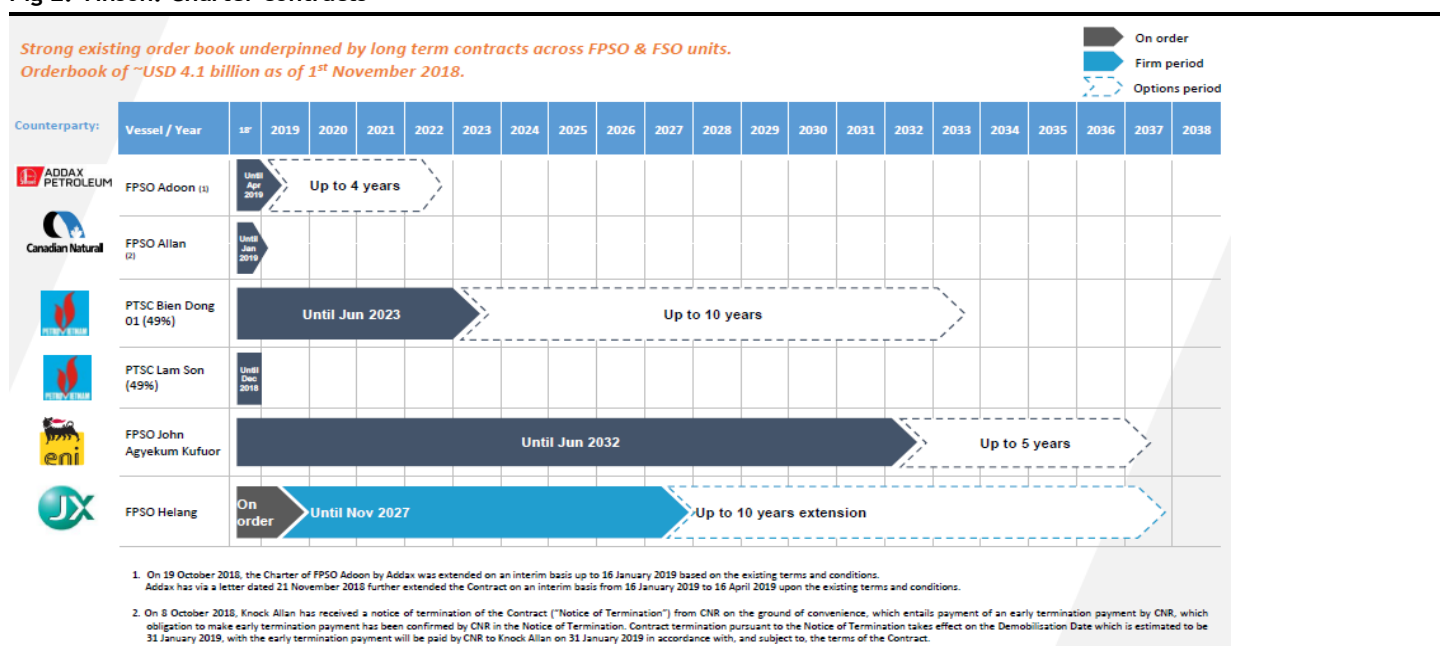 Fig 2: Yinson: Charter contracts
Strong existing order book underpinned by long term contracts across FPSO & FSO units.
Orderbook of ~USD 4.1 billion as of 1st November 2018.
On order
Firm period
Options period
Counterparty:
Vessel / Year 18' 2019 2020 2021 2022 2023 2024 2025 2026 2027 2028 2029 2030 2031 2032 2033 2034 2035 2036 2037 2038
ADDAX
PETROLEUM
FPSO Adoon (1)
Until
Apr
2019
Up to 4 years
Canadian Natural
FPSO Allan
(2)
Until
Jan
2019
PETROVIETNAM
PTSC Bien Dong
01 (49%)
Until Jun 2023
Up to 10 years
PETROVIETNAM
PTSC Lam Son
(49%)
Until
Dec
2018
eni
FPSO John
Agyekum Kufuor
Until Jun 2032
Up to 5 years
JX
FPSO Helang
On
order
Until Nov 2027
Up to 10 years extension
1. On 19 October 2018, the Charter of FPSO Adoon by Addax was extended on an interim basis up to 16 January 2019 based on the existing terms and conditions.
Addax has via a letter dated 21 November 2018 further extended the Contract on an interim basis from 16 January 2019 to 16 April 2019 upon the existing terms and conditions.
2. On 8 October 2018, Knock Allan has received a notice of termination of the Contract ("Notice of Termination") from CNR on the ground of convenience, which entails payment of an early termination payment by CNR, which
obligation to make early termination payment has been confirmed by CNR in the Notice of Termination. Contract termination pursuant to the Notice of Termination takes effect on the Demobilisation Date which is estimated to be
31 January 2019, with the early termination payment will be paid by CNR to Knock Allan on 31 January 2019 in accordance with, and subject to, the terms of the Contract.